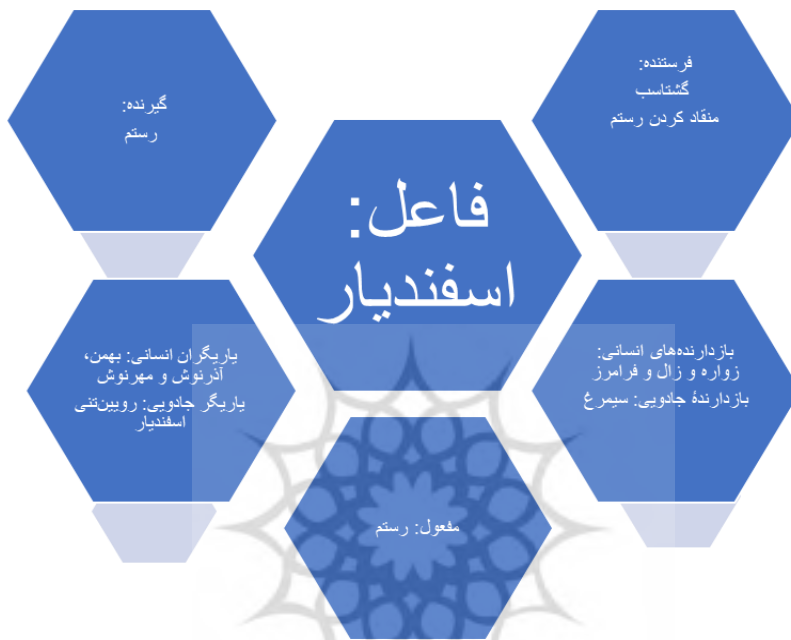 فرستنده:
گشتاسب
منقاد کردن رستم
گیرنده:
رستم
فاعل:
اسفندیار
بازدارنده‌های انسانی:
زواره و زال و فرامرز
بازدارندهٔ جادویی: سیمرغ
یاریگران انسانی: بهمن،
آذرنوش و مهرنوش
یاریگر جادویی: رویین‌تنی
اسفندیار
مفعول: رستم